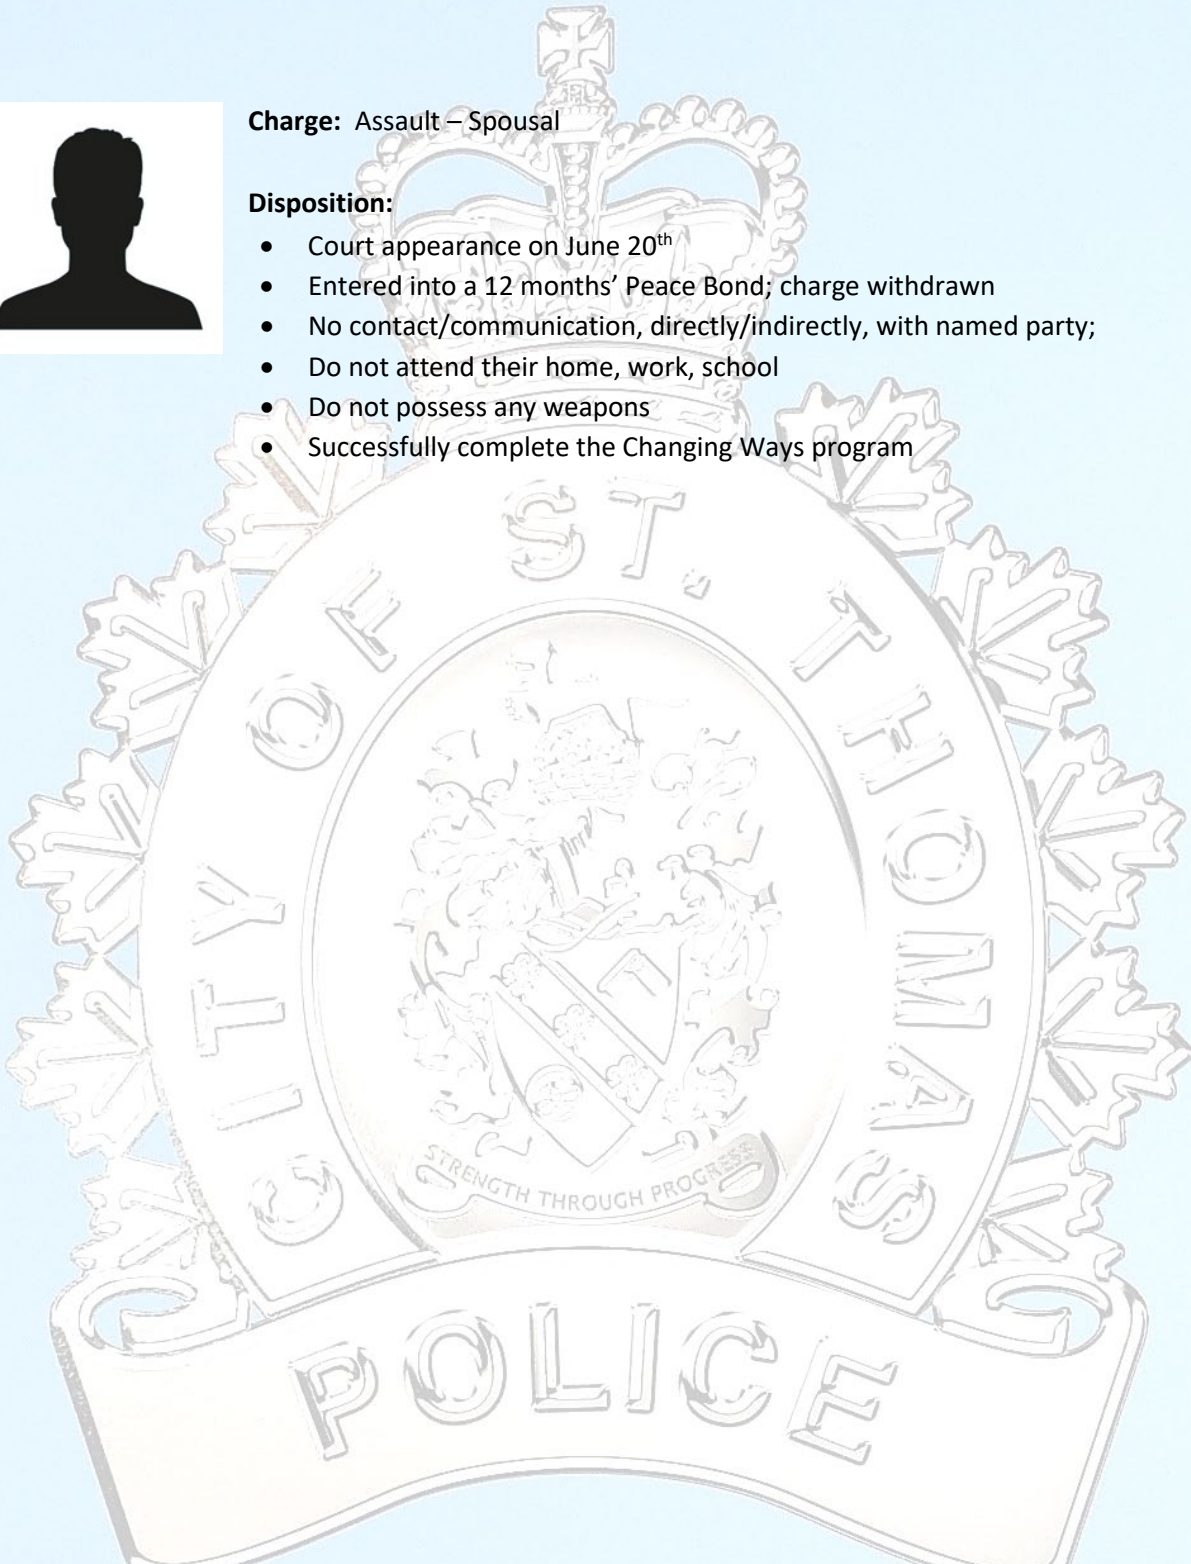 Charge: Assault – Spousal
Disposition:
• Court appearance on June 20th
• Entered into a 12 months' Peace Bond; charge withdrawn
• No contact/communication, directly/indirectly, with named party;
• Do not attend their home, work, school
• Do not possess any weapons
• Successfully complete the Changing Ways program
CITY OF ST. THOMAS
STRENGTH THROUGH PROGRESS
POLICE